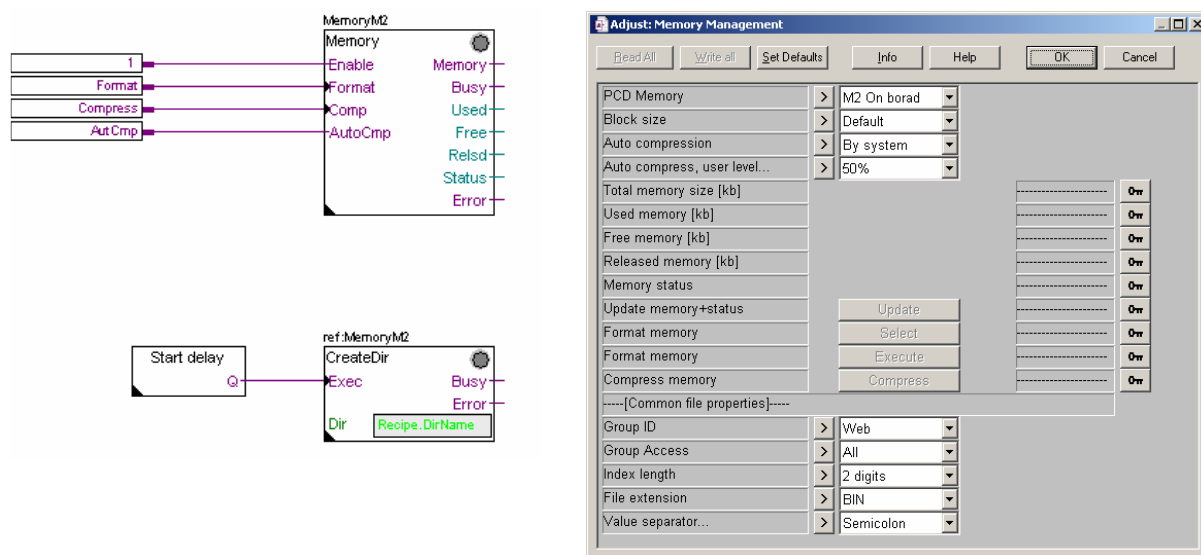 MemoryM2
Memory
1
Enable
Memory
Format
Format
Busy
Compress
Comp
Used
AutCmp
AutoCmp
Free
Relsd
Status
Error
ref:MemoryM2
Start delay
CreateDir
Q
Exec
Busy
Error
Dir
Recipe.DirName
Adjust: Memory Management
Read All
Write all
Set Defaults
Info
Help
OK
Cancel
PCD Memory > M2 On borad
Block size > Default
Auto compression > By system
Auto compress, user level... > 50%
Total memory size [kb] ---------------------
Used memory [kb] ---------------------
Free memory [kb] ---------------------
Released memory [kb] ---------------------
Memory status ---------------------
Update memory+status Update ---------------------
Format memory Select ---------------------
Format memory Execute ---------------------
Compress memory Compress ---------------------
-----[Common file properties]-----
Group ID > Web
Group Access > All
Index length > 2 digits
File extension > BIN
Value separator... > Semicolon